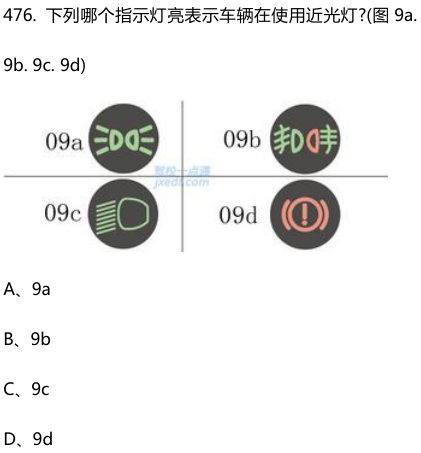 476. 下列哪个指示灯亮表示车辆在使用近光灯?(图 9a.
9b. 9c. 9d)
09a
09b
驾校一点通
jxedt.com
09c
09d
A、9a
B、9b
C、9c
D、9d